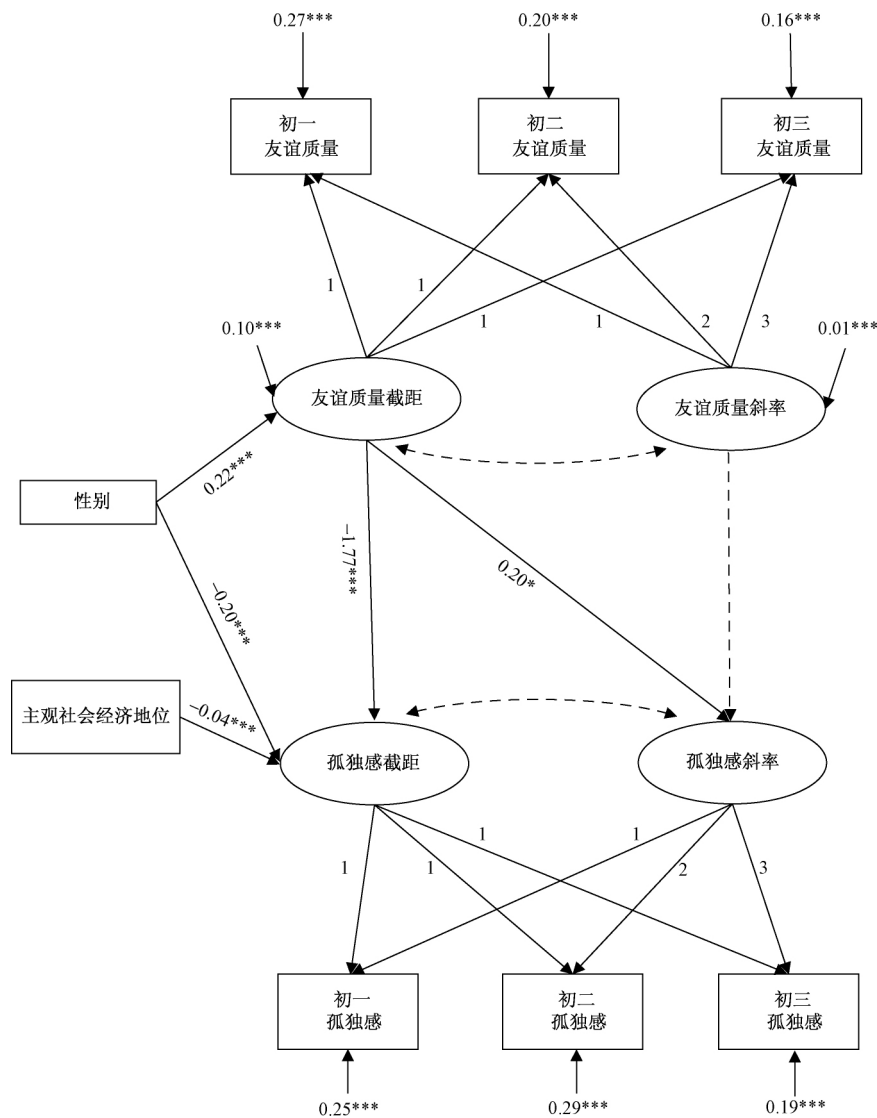 0.27***
0.20***
0.16***
初一
友谊质量
初二
友谊质量
初三
友谊质量
1
1
1
1
2
3
0.10***
0.01***
友谊质量截距
友谊质量斜率
0.22***
性别
−1.77***
0.20*
−0.20***
主观社会经济地位
−0.04***
孤独感截距
孤独感斜率
1
1
1
1
2
3
初一
孤独感
初二
孤独感
初三
孤独感
0.25***
0.29***
0.19***